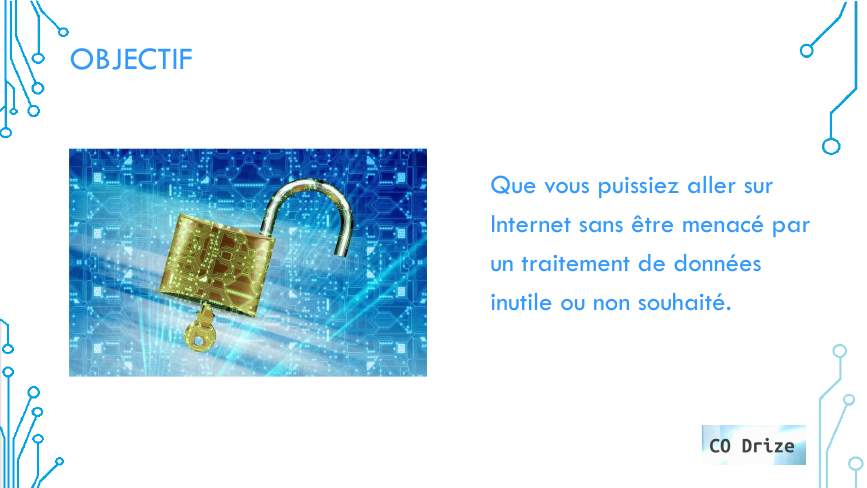 OBJECTIF
Que vous puissiez aller sur
Internet sans être menacé par
un traitement de données
inutile ou non souhaité.
CO Drize